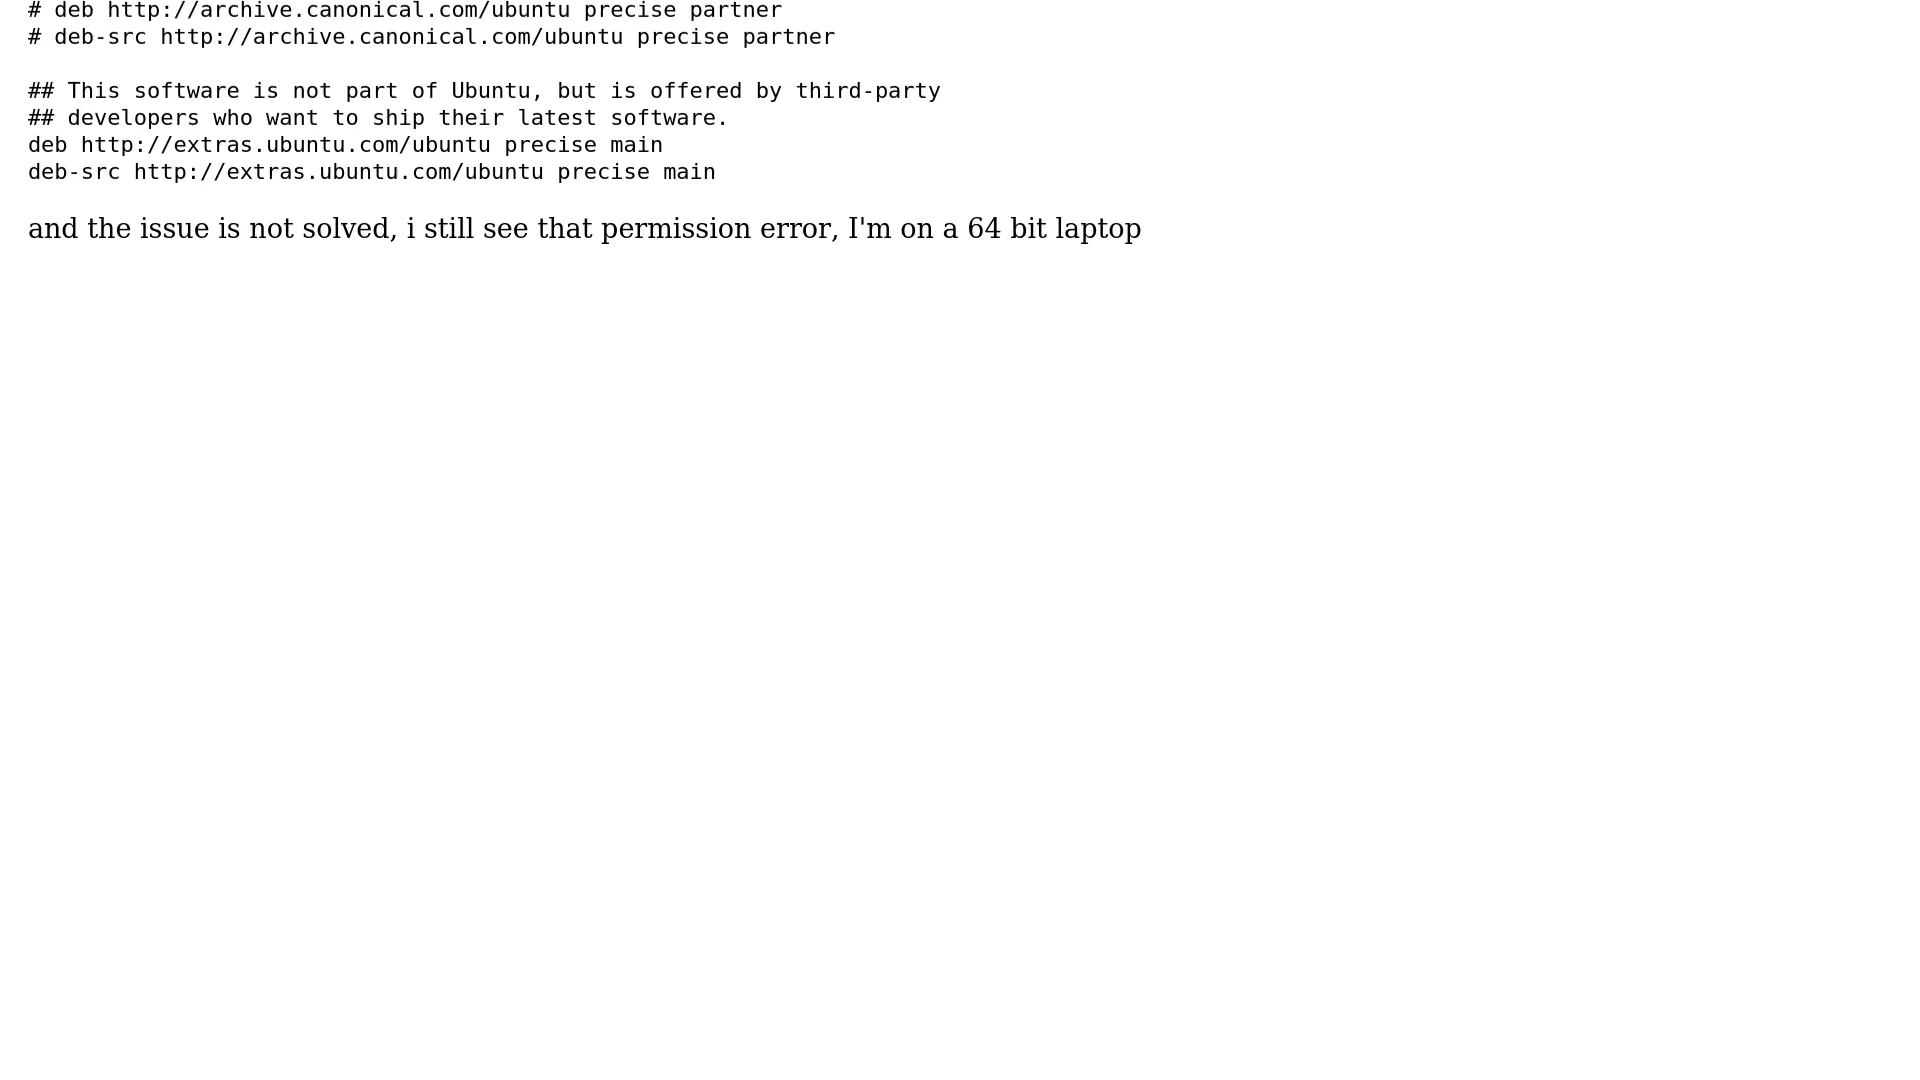 # deb http://archive.canonical.com/ubuntu precise partner
# deb-src http://archive.canonical.com/ubuntu precise partner
## This software is not part of Ubuntu, but is offered by third-party
## developers who want to ship their latest software.
deb http://extras.ubuntu.com/ubuntu precise main
deb-src http://extras.ubuntu.com/ubuntu precise main
and the issue is not solved, i still see that permission error, I'm on a 64 bit laptop